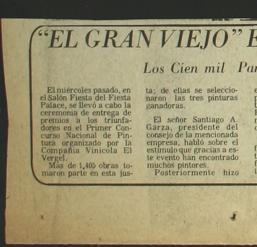 "EL GRAN VIEJO" E
Los Cien mil Par
El miércoles pasado, en
el Salón Fiesta del Fiesta
Palace, se llevó a cabo la
ceremonia de entrega de
premios a los triunfa-
dores en el Primer Con-
curso Nacional de Pin-
tura organizado por la
Compañía Vinícola El
Vergel.
Más de 1,405 obras to-
maron parte en esta jus-
ta; de ellas se seleccio-
naron las tres pinturas
ganadoras.
El señor Santiago A.
Garza, presidente del
consejo de la mencionada
empresa, habló sobre el
estímulo que gracias a es-
te evento han encontrado
muchos pintores.
Posteriormente hizo